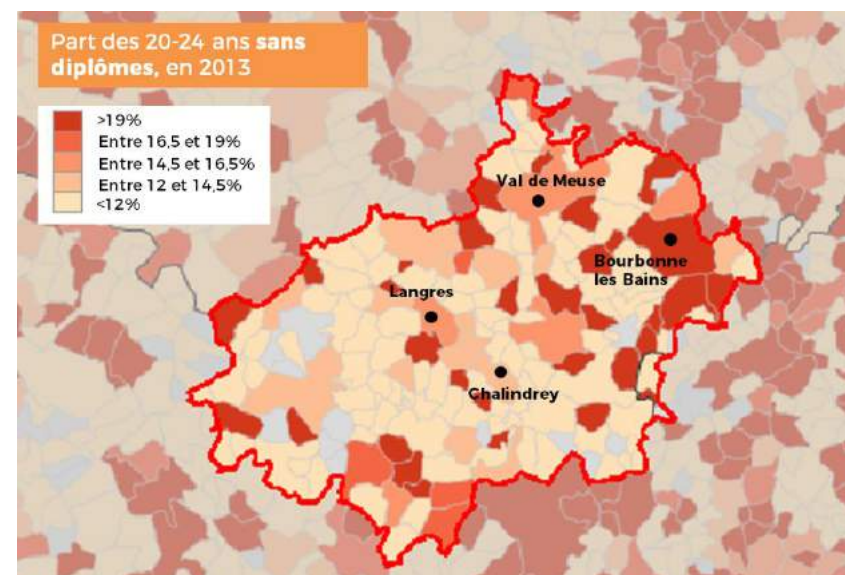 Part des 20-24 ans sans
diplômes, en 2013
>19%
Entre 16,5 et 19%
Entre 14,5 et 16,5%
Entre 12 et 14,5%
<12%
Val de Meuse
Bourbonne
les Bains
Langres
Chalindrey